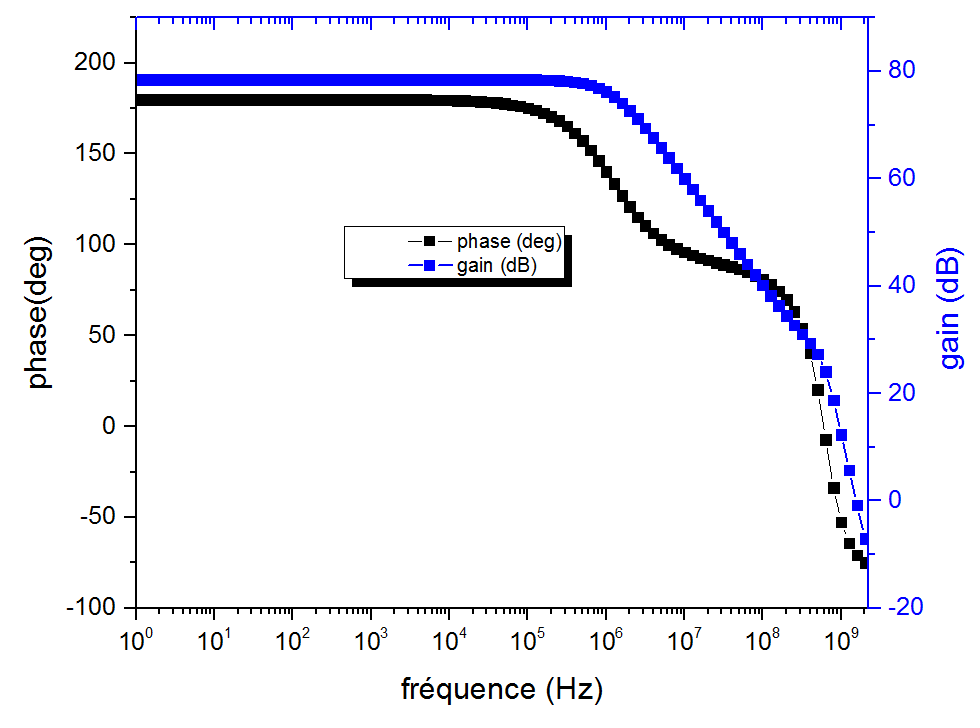 200
150
100
50
0
-50
-100
phase(deg)
phase (deg)
gain (dB)
80
60
40
20
0
-20
gain (dB)
10⁰ 10¹ 10² 10³ 10⁴ 10⁵ 10⁶ 10⁷ 10⁸ 10⁹
fréquence (Hz)